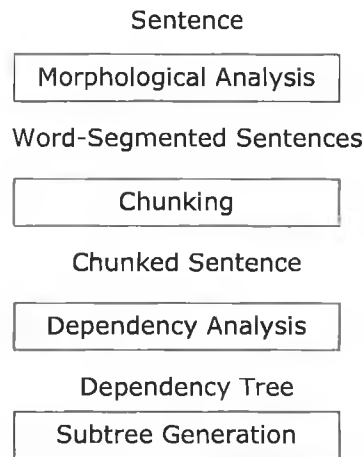 Sentence
Morphological Analysis
Word-Segmented Sentences
Chunking
Chunked Sentence
Dependency Analysis
Dependency Tree
Subtree Generation